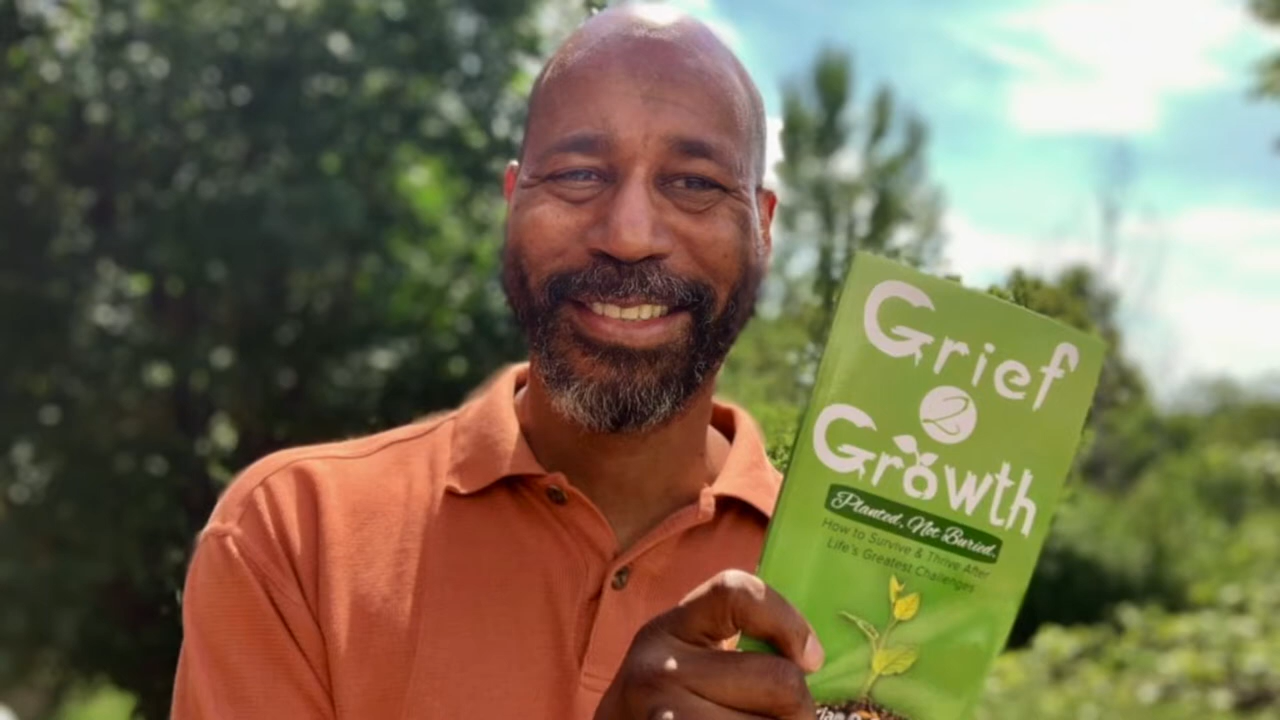 Grief
2
Growth
Planted, Not Buried.
How to Survive & Thrive After
Life's Greatest Challenges